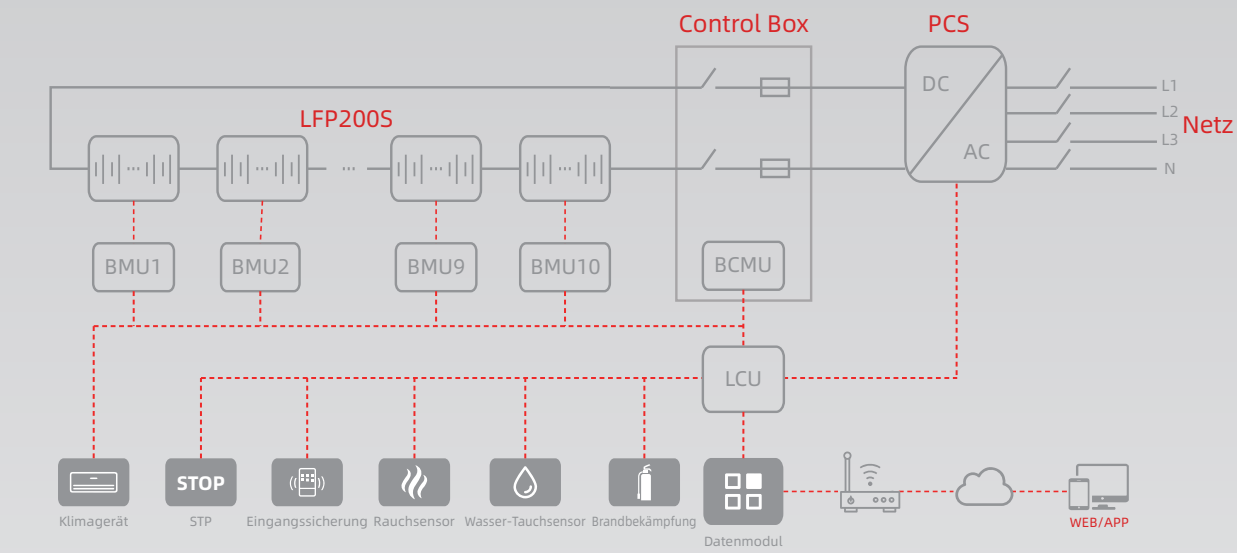 Control Box
PCS
DC
AC
L1
L2
L3
N
Netz
LFP200S
...
...
...
...
...
BMU1
BMU2
BMU9
BMU10
BCMU
LCU
STOP
Klimagerät
STP
Eingangssicherung
Rauchsensor
Wasser-Tauchsensor
Brandbekämpfung
Datenmodul
WEB/APP